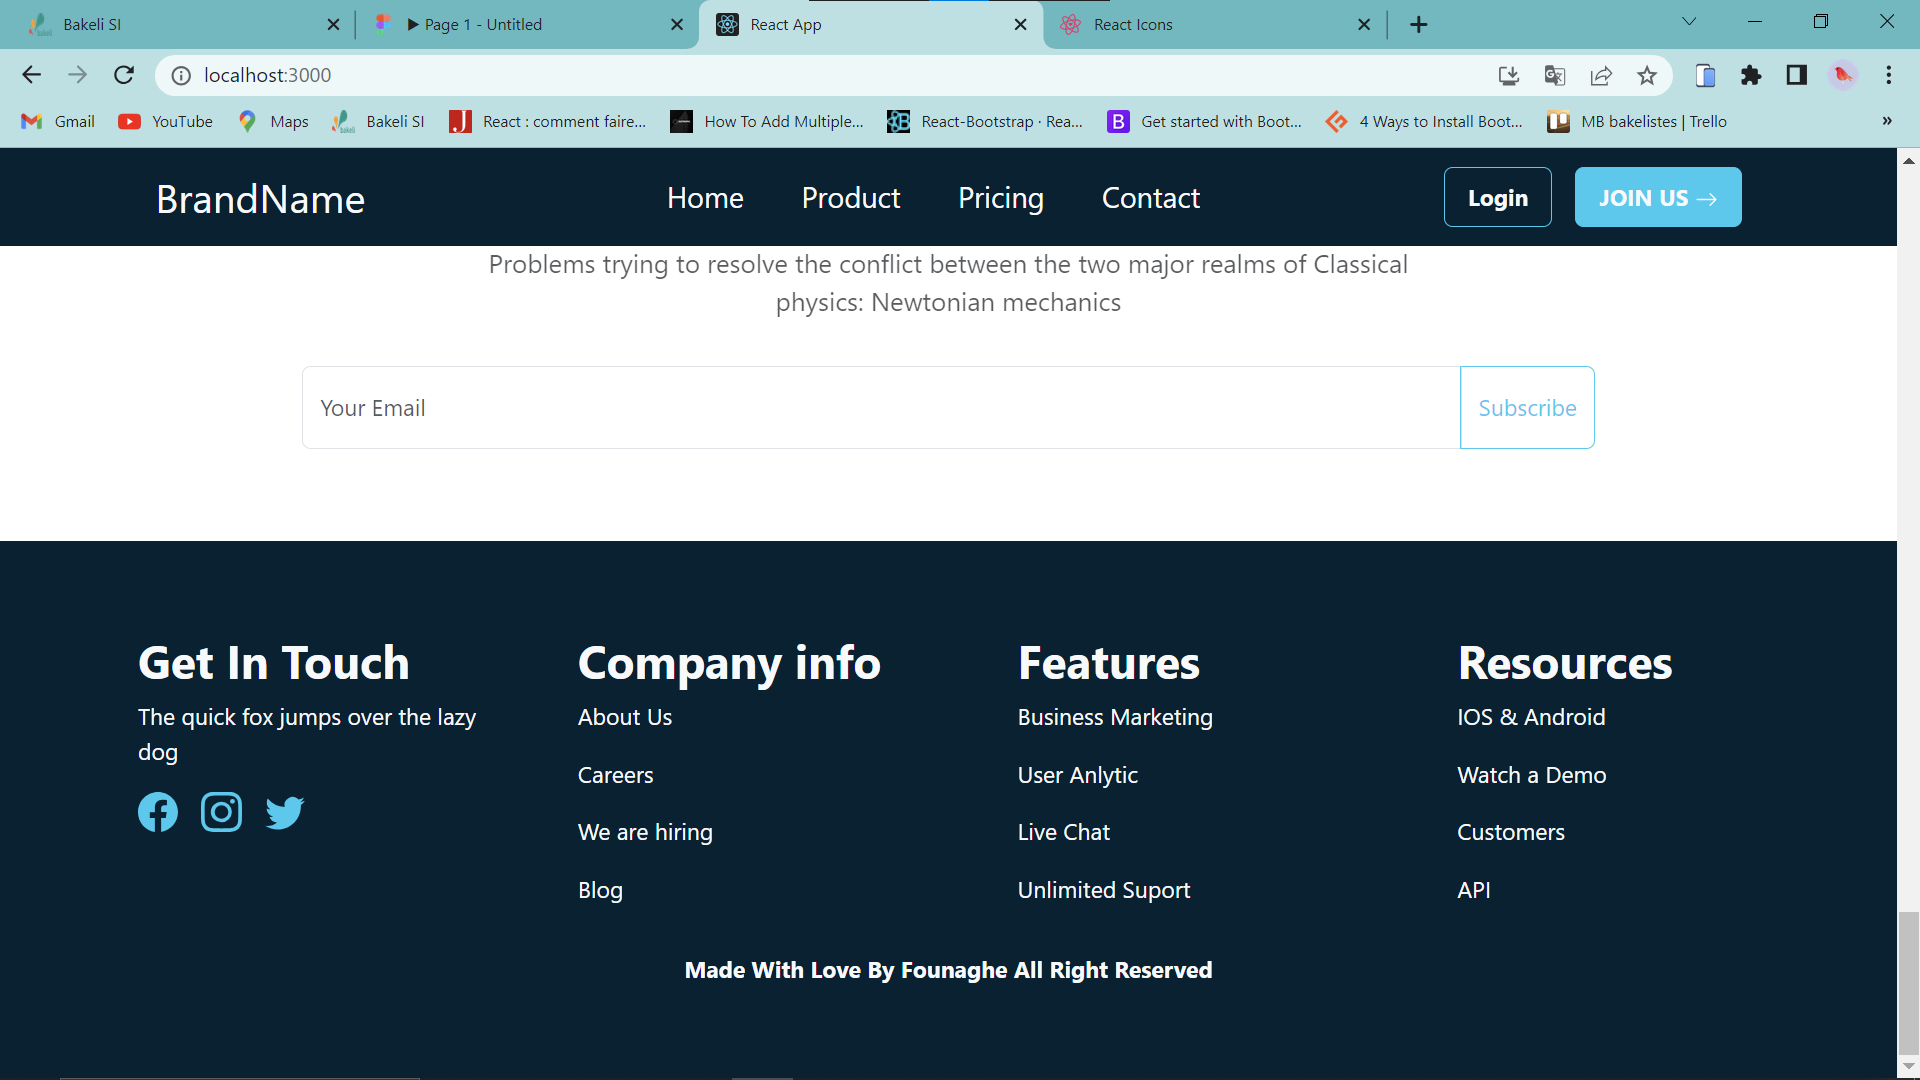 Bakeli SI
▶ Page 1 - Untitled
React App
React Icons
localhost:3000
Gmail
YouTube
Maps
Bakeli SI
React : comment faire...
How To Add Multiple...
React-Bootstrap · Rea...
Get started with Boot...
4 Ways to Install Boot...
MB bakelistes | Trello
»
BrandName
Home
Product
Pricing
Contact
Login
JOIN US →
Problems trying to resolve the conflict between the two major realms of Classical
physics: Newtonian mechanics
Your Email
Subscribe
Get In Touch
The quick fox jumps over the lazy
dog
Company info
About Us
Careers
We are hiring
Blog
Features
Business Marketing
User Anlytic
Live Chat
Unlimited Suport
Resources
IOS & Android
Watch a Demo
Customers
API
Made With Love By Founaghe All Right Reserved